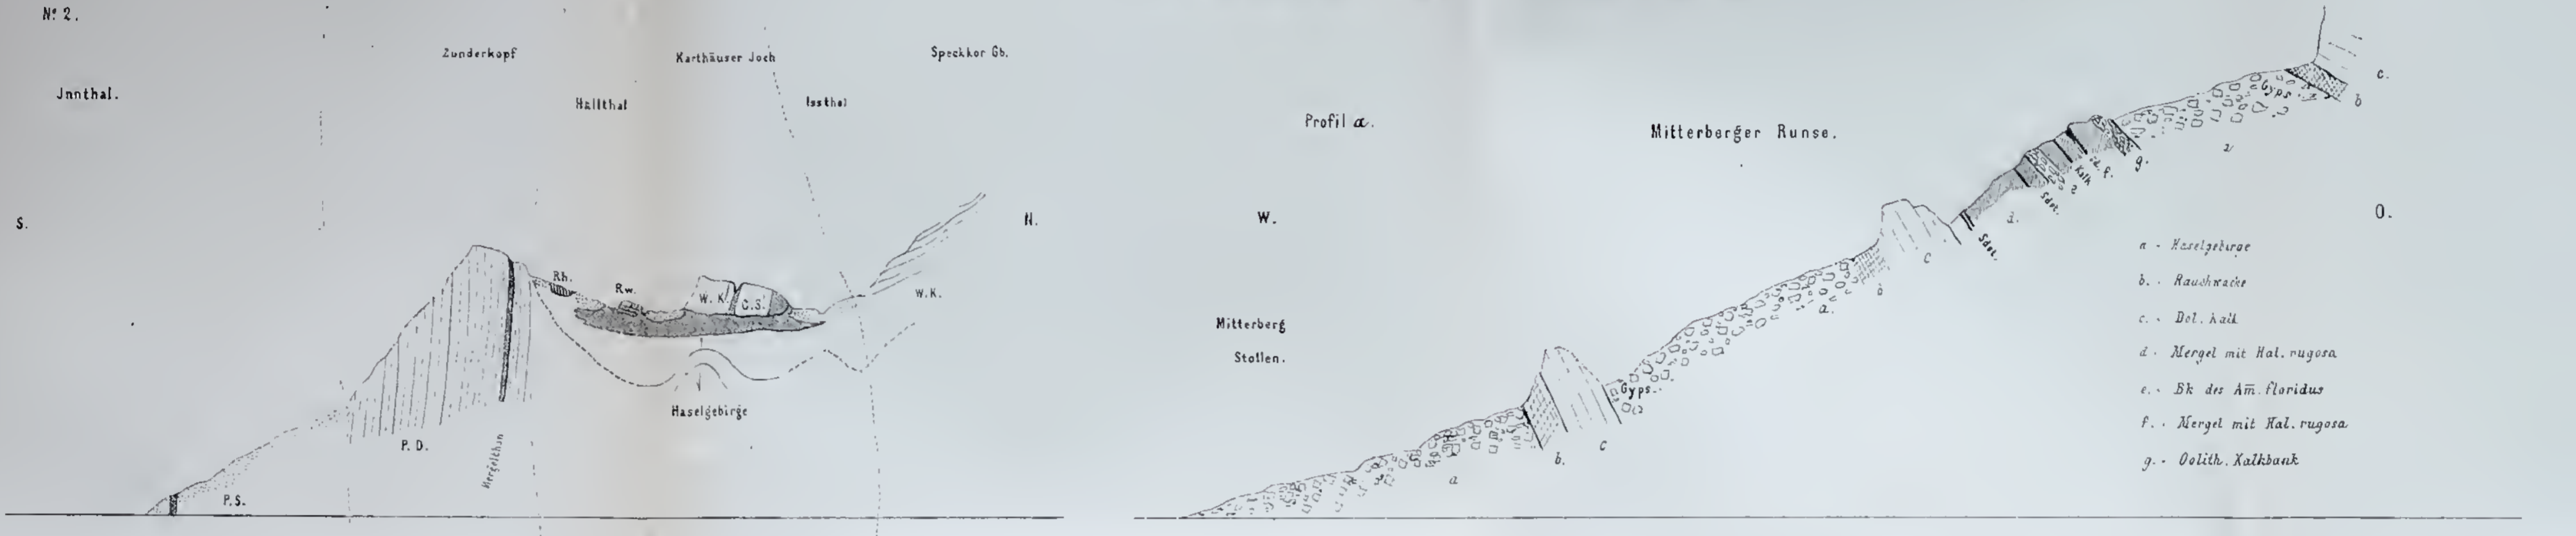 Nº 2.
Zunderkopf
Karthäuser Joch
Speckkor Gb.
Jnnthal.
Hallthal
Issthal
S.
N.
Rh.
Rw.
W. K.
C.S.
W.K.
Haselgebirge
P. D.
Mergelthon
P.S.
Profil a.
Mitterberger Runse.
W.
O.
Mitterberg
Stollen.
c.
b
Gyps.
a
g.
f.
Kalk
Sdst.
d.
Sdst.
c
b
a.
Gyps.
c
b.
a
a - Haselgebirge
b. - Rauchwacke
c. - Dol. kalk
d - Mergel mit Hal. rugosa
e. - Bk des Am̅. floridus
f. - Mergel mit Hal. rugosa
g. - Oolith. Kalkbank